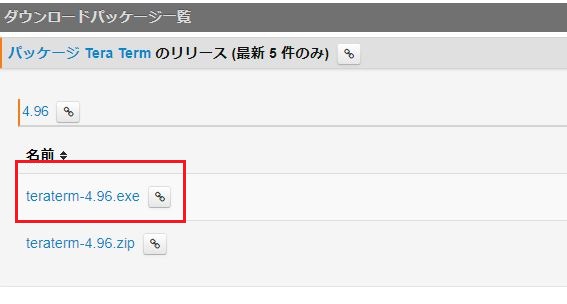 ダウンロードパッケージ一覧
パッケージ Tera Term のリリース (最新 5 件のみ)
4.96
名前
teraterm-4.96.exe
teraterm-4.96.zip